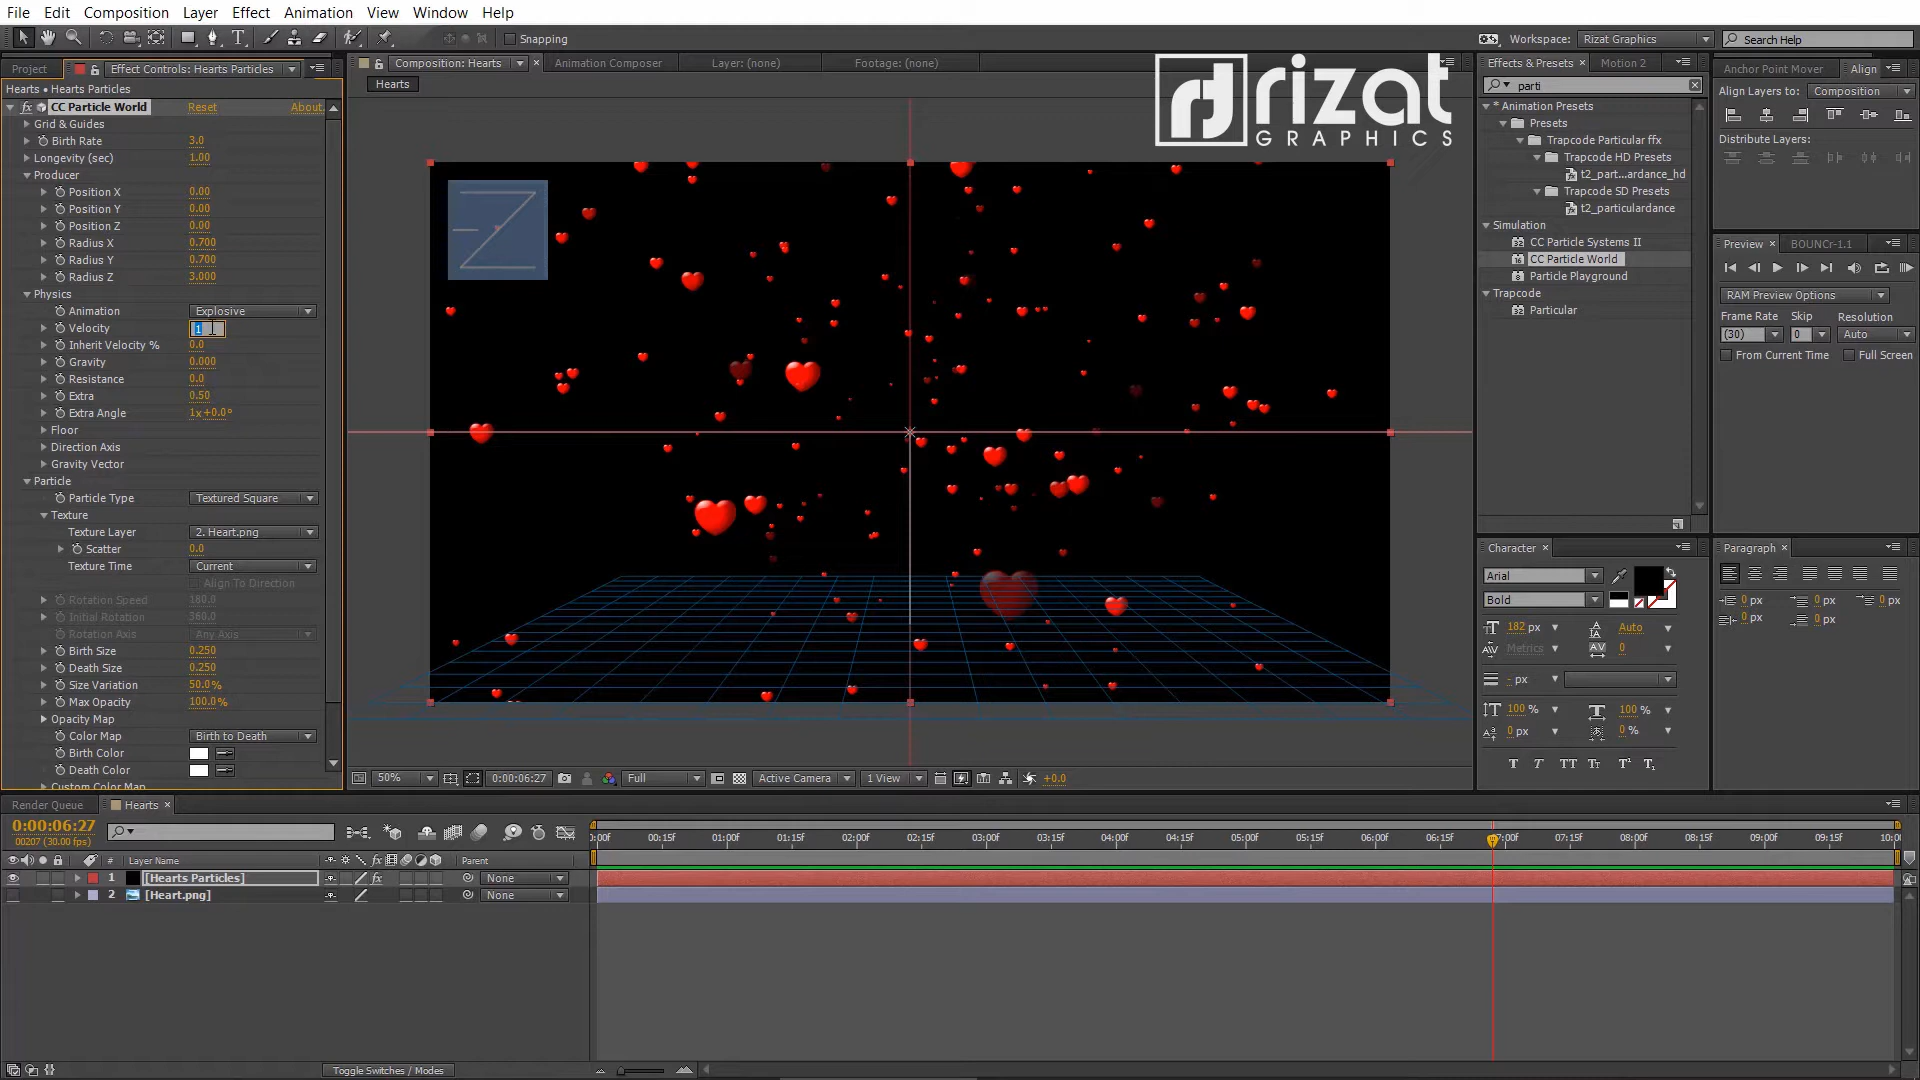 File Edit Composition Layer Effect Animation View Window Help
Snapping
Workspace: Rizat Graphics
Search Help
Project
Effect Controls: Hearts Particles
Hearts • Hearts Particles
fx CC Particle World Reset About
Grid & Guides
Birth Rate 3.0
Longevity (sec) 1.00
Producer
Position X 0.00
Position Y 0.00
Position Z 0.00
Radius X 0.700
Radius Y 0.700
Radius Z 3.000
Physics
Animation Explosive
Velocity 1
Inherit Velocity % 0.0
Gravity 0.000
Resistance 0.0
Extra 0.50
Extra Angle 1x+0.0°
Floor
Direction Axis
Gravity Vector
Particle
Particle Type Textured Square
Texture
Texture Layer 2. Heart.png
Scatter 0.0
Texture Time Current
Align To Direction
Rotation Speed 180.0
Initial Rotation 360.0
Rotation Axis Any Axis
Birth Size 0.250
Death Size 0.250
Size Variation 50.0%
Max Opacity 100.0%
Opacity Map
Color Map Birth to Death
Birth Color
Death Color
Custom Color Map
Composition: Hearts
Animation Composer
Layer: (none)
Footage: (none)
Hearts
rizat
GRAPHICS
50% 0:00:06:27 Full Active Camera 1 View +0.0
Effects & Presets Motion 2
parti
* Animation Presets
Presets
Trapcode Particular ffx
Trapcode HD Presets
t2_part...ardance_hd
Trapcode SD Presets
t2_particulardance
Simulation
CC Particle Systems II
CC Particle World
Particle Playground
Trapcode
Particular
Anchor Point Mover Align
Align Layers to: Composition
Distribute Layers:
Preview BOUNCr-1.1
RAM Preview Options
Frame Rate Skip Resolution
(30) 0 Auto
From Current Time Full Screen
Character
Arial
Bold
182 px Auto
Metrics 0
- px
100 % 100 %
0 px 0 %
T T TT Tt T¹ T₁
Paragraph
0 px 0 px 0 px
0 px 0 px
Render Queue Hearts
0:00:06:27
00207 (30.00 fps)
:00f 00:15f 01:00f 01:15f 02:00f 02:15f 03:00f 03:15f 04:00f 04:15f 05:00f 05:15f 06:00f 06:15f 07:00f 07:15f 08:00f 08:15f 09:00f 09:15f 10:0
# Layer Name fx Parent
1 [Hearts Particles] fx None
2 [Heart.png] None
Toggle Switches / Modes